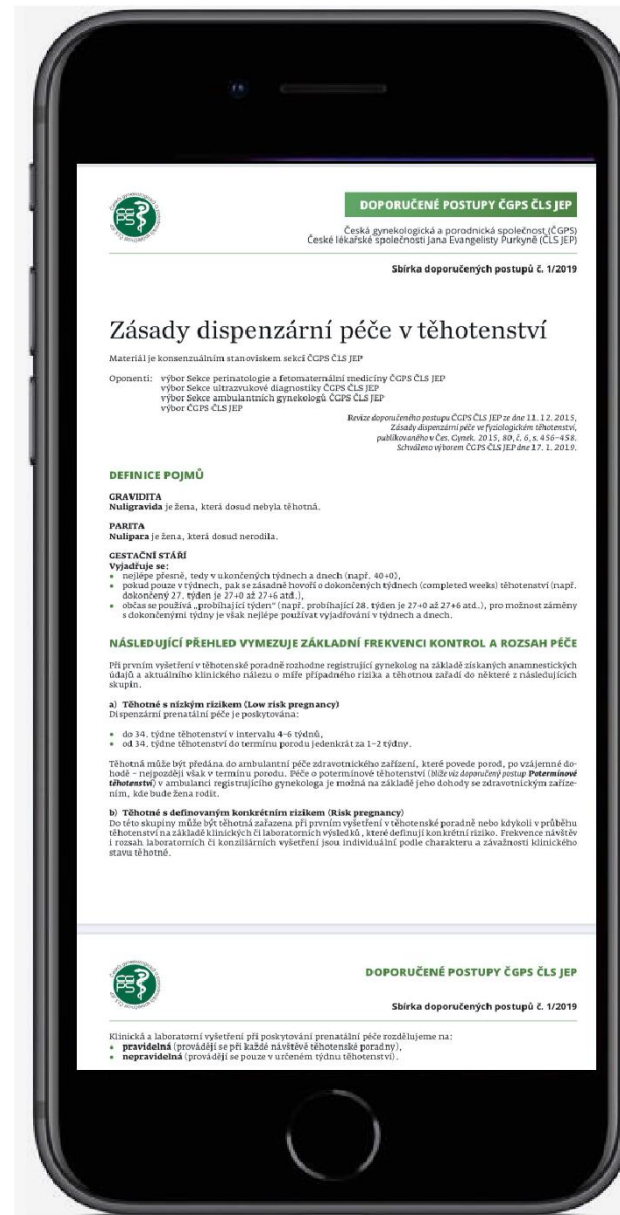 DOPORUČENÉ POSTUPY ČGPS ČLS JEP
Česká gynekologická a porodnická společnost (ČGPS)
České lékařské společnosti Jana Evangelisty Purkyně (ČLS JEP)
Sbírka doporučených postupů č. 1/2019
Zásady dispenzární péče v těhotenství
Materiál je konsenzuálním stanoviskem sekcí ČGPS ČLS JEP
Oponenti: výbor Sekce perinatologie a fetomaternální medicíny ČGPS ČLS JEP
výbor Sekce ultrazvukové diagnostiky ČGPS ČLS JEP
výbor Sekce ambulantních gynekologů ČGPS ČLS JEP
výbor ČGPS ČLS JEP
Revize doporučeného postupu ČGPS ČLS JEP ze dne 11. 12. 2015,
Zásady dispenzární péče ve fyziologickém těhotenství,
publikovaného v Čes. Gynek. 2015, 80, č. 6, s. 456–458.
Schváleno výborem ČGPS ČLS JEP dne 17. 1. 2019.
DEFINICE POJMŮ
GRAVIDITA
Nuligravida je žena, která dosud nebyla těhotná.
PARITA
Nulipara je žena, která dosud nerodila.
GESTAČNÍ STÁŘÍ
Vyjadřuje se:
• nejlépe přesně, tedy v ukončených týdnech a dnech (např. 40+0),
• pokud pouze v týdnech, pak se zásadně hovoří o dokončených týdnech (completed weeks) těhotenství (např.
dokončený 27. týden je 27+0 až 27+6 atd.),
• občas se používá „probíhající týden“ (např. probíhající 28. týden je 27+0 až 27+6 atd.), pro možnost záměny
s dokončenými týdny je však nejlépe používat vyjadřování v týdnech a dnech.
NÁSLEDUJÍCÍ PŘEHLED VYMEZUJE ZÁKLADNÍ FREKVENCI KONTROL A ROZSAH PÉČE
Při prvním vyšetření v těhotenské poradně rozhodne registrující gynekolog na základě získaných anamnestických
údajů a aktuálního klinického nálezu o míře případného rizika a těhotnou zařadí do některé z následujících
skupin.
a) Těhotné s nízkým rizikem (Low risk pregnancy)
Dispenzární prenatální péče je poskytována:
• do 34. týdne těhotenství v intervalu 4–6 týdnů,
• od 34. týdne těhotenství do termínu porodu jedenkrát za 1–2 týdny.
Těhotná může být předána do ambulantní péče zdravotnického zařízení, které povede porod, po vzájemné do-
hodě – nejpozději však v termínu porodu. Péče o potermínové těhotenství (blíže viz doporučený postup Potermínové
těhotenství) v ambulanci registrujícího gynekologa je možná na základě jeho dohody se zdravotnickým zaříze-
ním, kde bude žena rodit.
b) Těhotné s definovaným konkrétním rizikem (Risk pregnancy)
Do této skupiny může být těhotná zařazena při prvním vyšetření v těhotenské poradně nebo kdykoli v průběhu
těhotenství na základě klinických či laboratorních výsledků, které definují konkrétní riziko. Frekvence návštěv
i rozsah laboratorních či konziliárních vyšetření jsou individuální podle charakteru a závažnosti klinického
stavu těhotné.
DOPORUČENÉ POSTUPY ČGPS ČLS JEP
Sbírka doporučených postupů č. 1/2019
Klinická a laboratorní vyšetření při poskytování prenatální péče rozdělujeme na:
• pravidelná (provádějí se při každé návštěvě těhotenské poradny),
• nepravidelná (provádějí se pouze v určeném týdnu těhotenství).